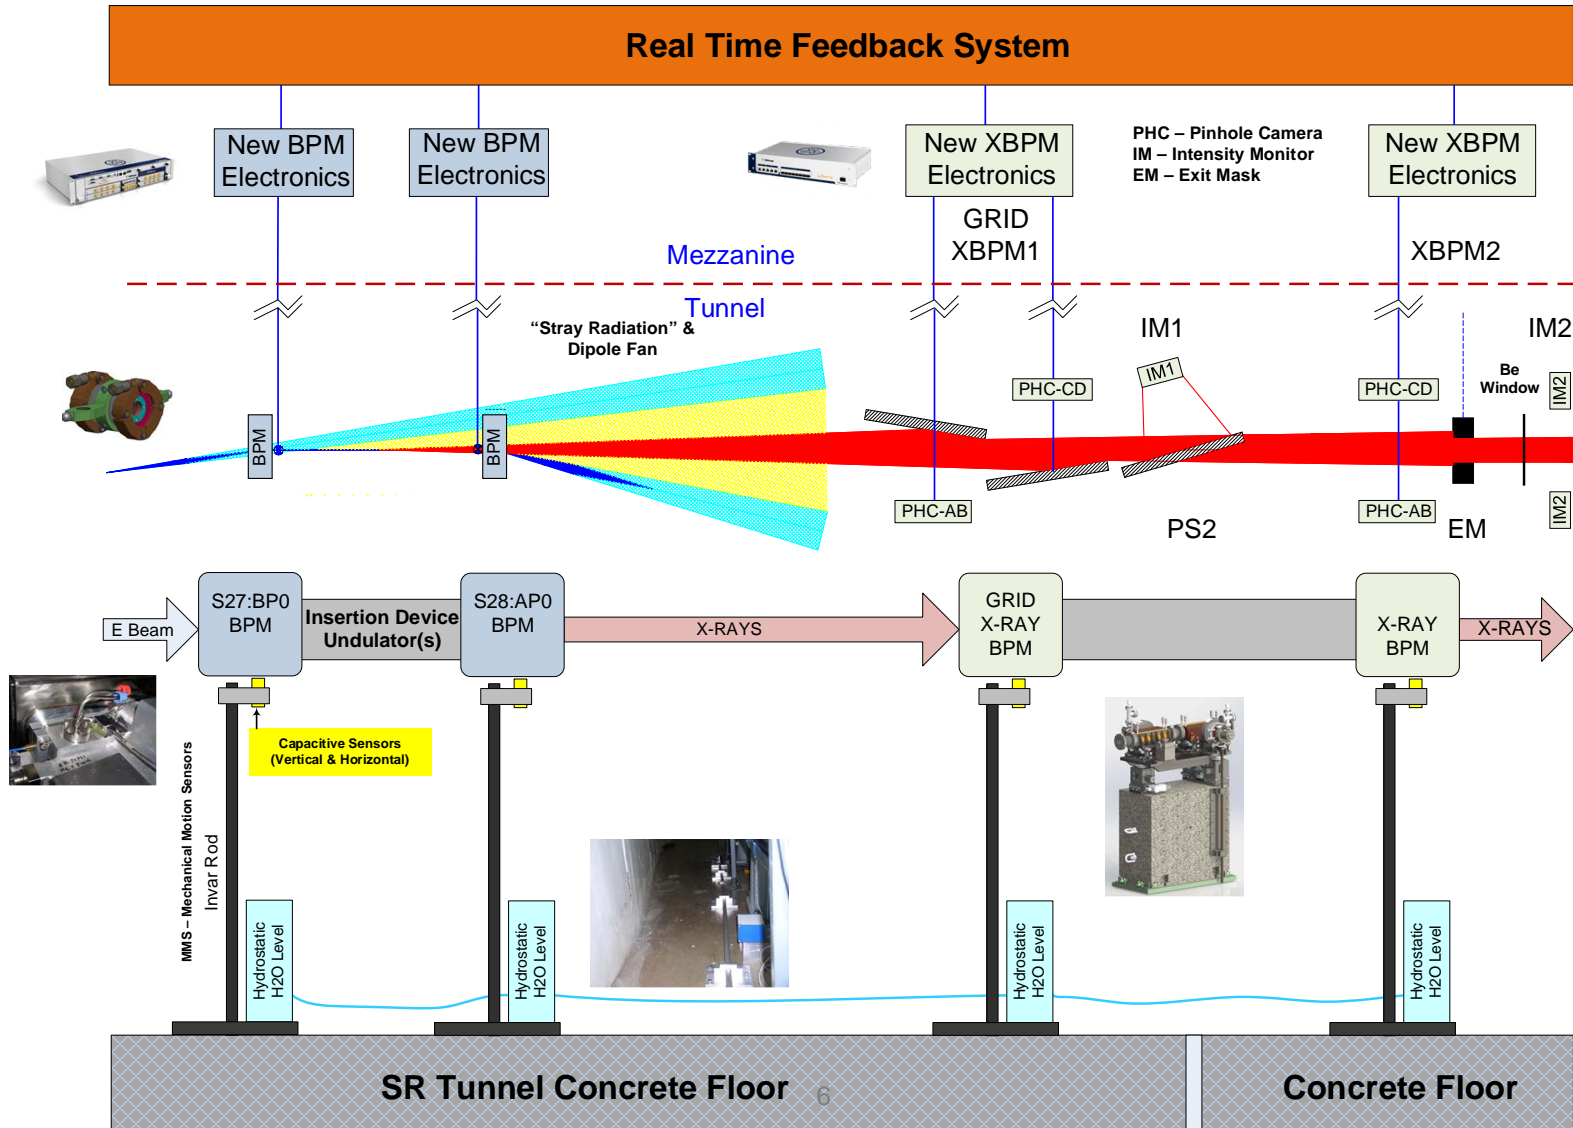 Real Time Feedback System
New BPM
Electronics
New BPM
Electronics
New XBPM
Electronics
PHC – Pinhole Camera
IM – Intensity Monitor
EM – Exit Mask
New XBPM
Electronics
GRID
XBPM1
XBPM2
Mezzanine
Tunnel
“Stray Radiation” &
Dipole Fan
IM1
IM2
IM1
Be
Window
PHC-CD
PHC-CD
IM2
BPM
BPM
PHC-AB
PHC-AB
IM2
PS2
EM
E Beam
S27:BP0
BPM
Insertion Device
Undulator(s)
S28:AP0
BPM
X-RAYS
GRID
X-RAY
BPM
X-RAY
BPM
X-RAYS
Capacitive Sensors
(Vertical & Horizontal)
MMS – Mechanical Motion Sensors
Invar Rod
Hydrostatic
H2O Level
Hydrostatic
H2O Level
Hydrostatic
H2O Level
Hydrostatic
H2O Level
SR Tunnel Concrete Floor
6
Concrete Floor